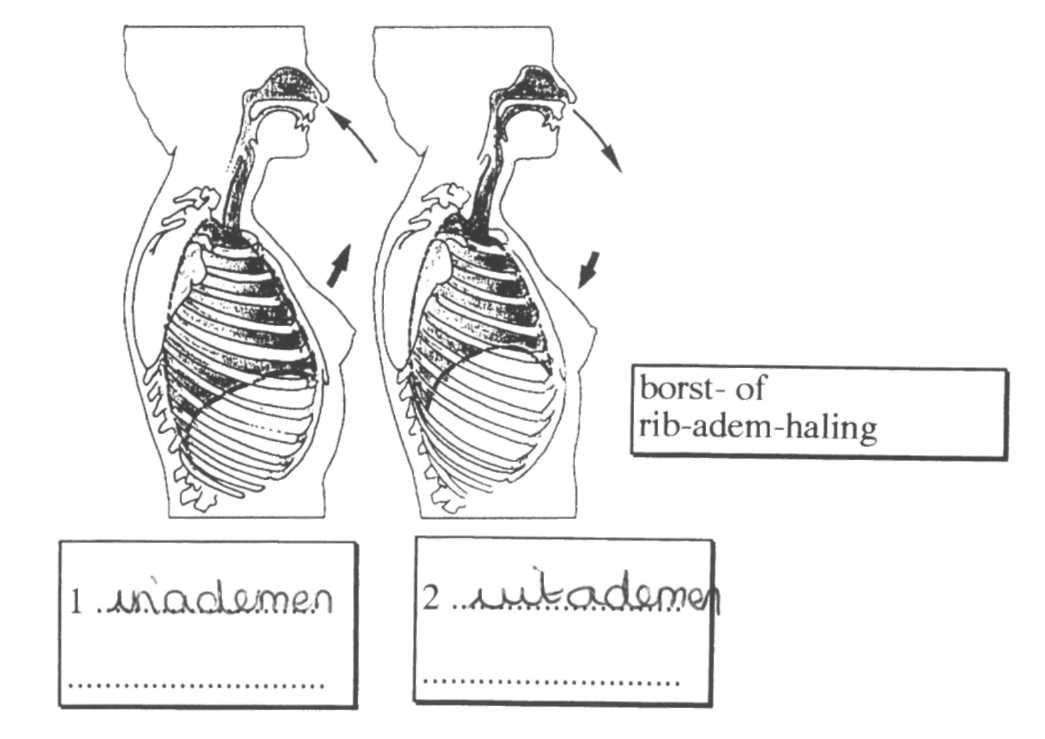 borst- of
rib-adem-haling
1 inademen
2 uitademen